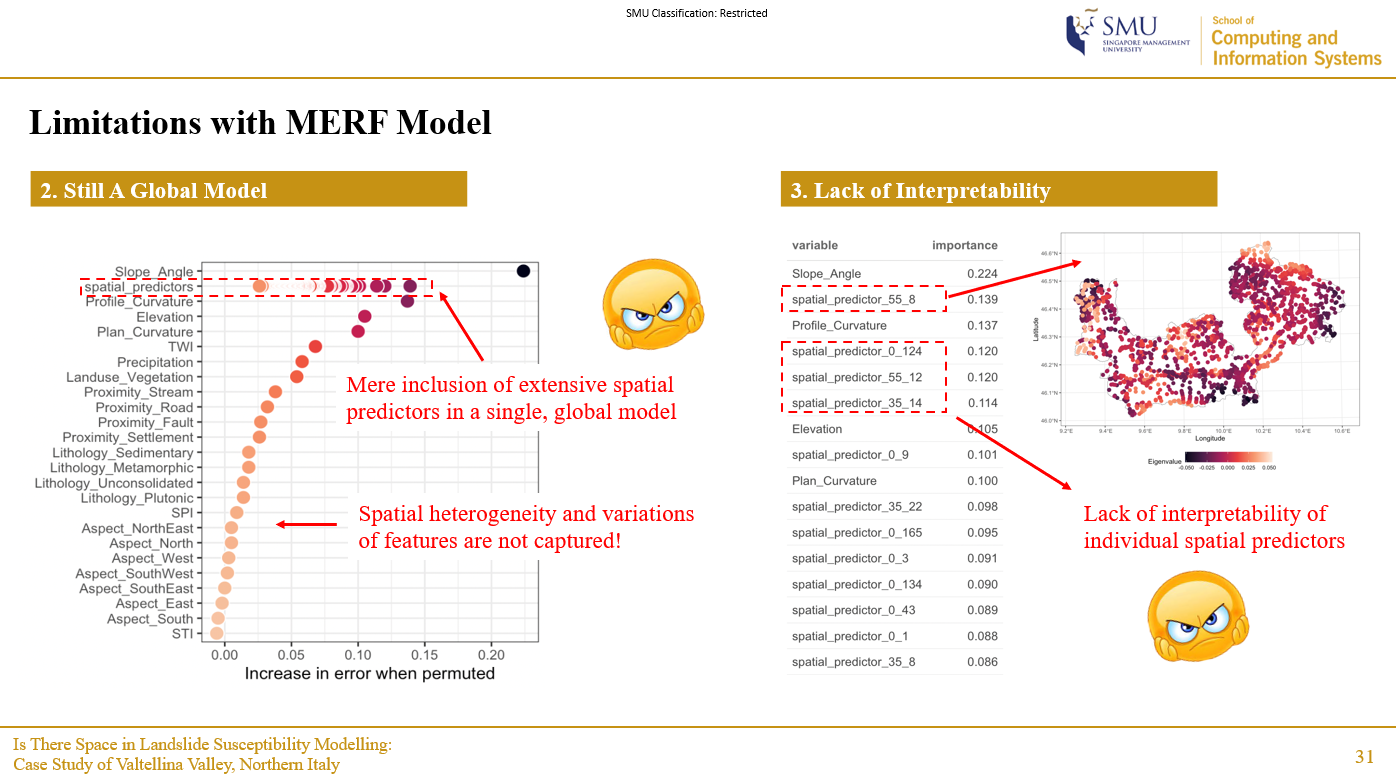 SMU Classification: Restricted
SMU
SINGAPORE MANAGEMENT
UNIVERSITY
School of
Computing and
Information Systems
Limitations with MERF Model
2. Still A Global Model
Slope_Angle
spatial_predictors
Profile_Curvature
Elevation
Plan_Curvature
TWI
Precipitation
Landuse_Vegetation
Proximity_Stream
Proximity_Road
Proximity_Fault
Proximity_Settlement
Lithology_Sedimentary
Lithology_Metamorphic
Lithology_Unconsolidated
Lithology_Plutonic
SPI
Aspect_NorthEast
Aspect_North
Aspect_West
Aspect_SouthWest
Aspect_SouthEast
Aspect_East
Aspect_South
STI
0.00 0.05 0.10 0.15 0.20
Increase in error when permuted
Mere inclusion of extensive spatial
predictors in a single, global model
Spatial heterogeneity and variations
of features are not captured!
3. Lack of Interpretability
variable importance
Slope_Angle 0.224
spatial_predictor_55_8 0.139
Profile_Curvature 0.137
spatial_predictor_0_124 0.120
spatial_predictor_55_12 0.120
spatial_predictor_35_14 0.114
Elevation 0.105
spatial_predictor_0_9 0.101
Plan_Curvature 0.100
spatial_predictor_35_22 0.098
spatial_predictor_0_165 0.095
spatial_predictor_0_3 0.091
spatial_predictor_0_134 0.090
spatial_predictor_0_43 0.089
spatial_predictor_0_1 0.088
spatial_predictor_35_8 0.086
46.6°N
46.5°N
46.4°N
46.3°N
46.2°N
46.1°N
46.0°N
Latitude
9.2°E 9.4°E 9.6°E 9.8°E 10.0°E 10.2°E 10.4°E 10.6°E
Longitude
Eigenvalue
-0.050 -0.025 0.000 0.025 0.050
Lack of interpretability of
individual spatial predictors
Is There Space in Landslide Susceptibility Modelling:
Case Study of Valtellina Valley, Northern Italy
31